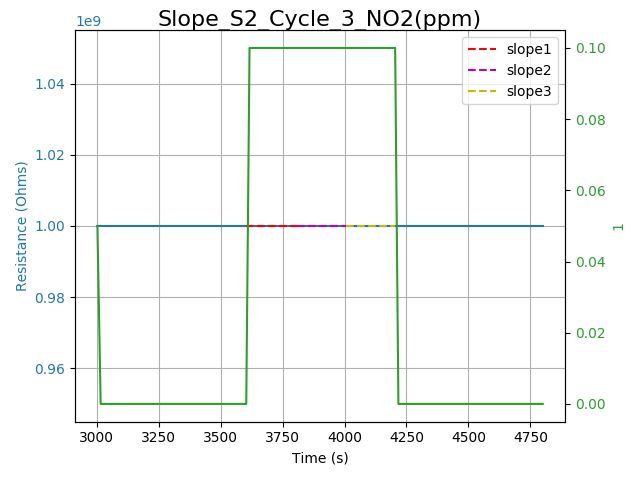 Slope_S2_Cycle_3_NO2(ppm)
1e9
slope1
slope2
slope3
1.04
1.02
1.00
0.98
0.96
Resistance (Ohms)
0.10
0.08
0.06
0.04
0.02
0.00
1
3000 3250 3500 3750 4000 4250 4500 4750
Time (s)